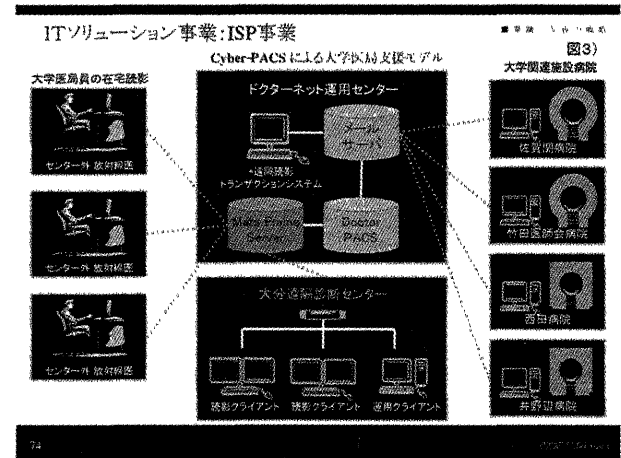 ITソリューション事業:ISP事業
図3)
Cyber-PACSによる大学医局支援モデル
大学医局員の在宅読影
大学関連施設病院
センター外 放射線医
センター外 放射線医
センター外 放射線医
ドクターネット運用センター
メール
サーバ
*遠隔読影
トランザクションシステム
Doctor
PACS
大分遠隔診断センター
読影クライアント
読影クライアント
運用クライアント
佐賀関病院
竹田医師会病院
西田病院
井野辺病院
74